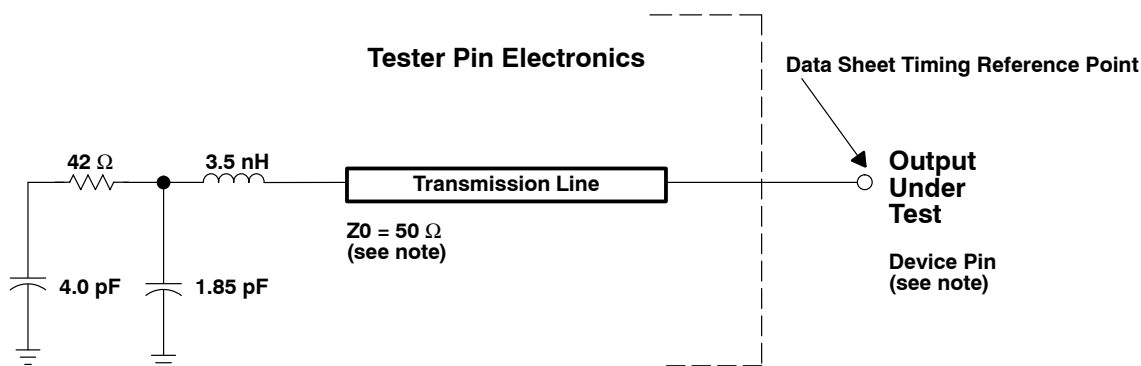 Tester Pin Electronics
Data Sheet Timing Reference Point
42 Ω
3.5 nH
Transmission Line
Output
Under
Test
Z0 = 50 Ω
(see note)
Device Pin
(see note)
4.0 pF
1.85 pF